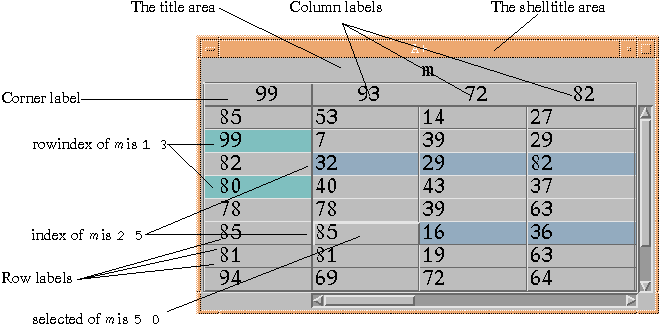 The title area Column labels The shell title area
m
Corner label 99 93 72 82
85 53 14 27
99 7 39 29
rowindex of m is 1 3
82 32 29 82
80 40 43 37
78 78 39 63
index of m is 2 5 85 85 16 36
81 81 19 63
Row labels 94 69 72 64
selected of m is 5 0